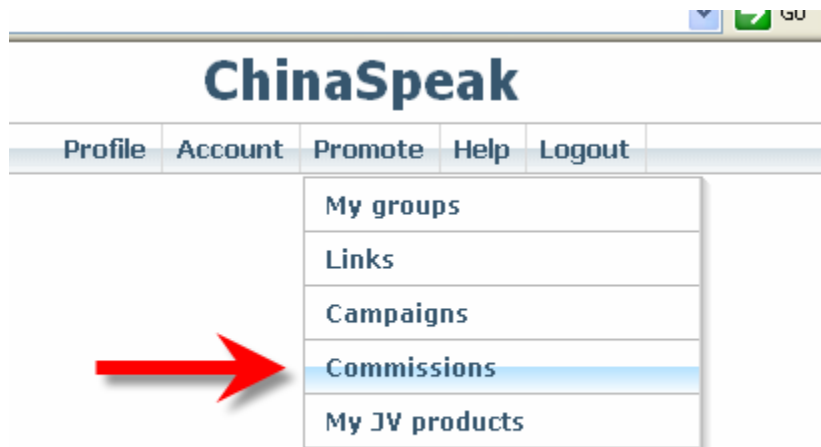 GO
ChinaSpeak
Profile Account Promote Help Logout
My groups
Links
Campaigns
Commissions
My JV products